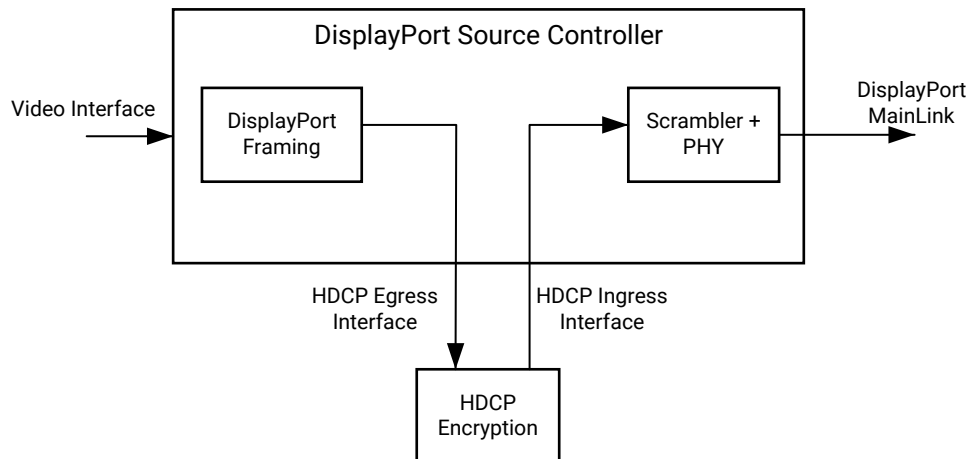 DisplayPort Source Controller
Video Interface
DisplayPort
Framing
Scrambler +
PHY
DisplayPort
MainLink
HDCP Egress
Interface
HDCP Ingress
Interface
HDCP
Encryption